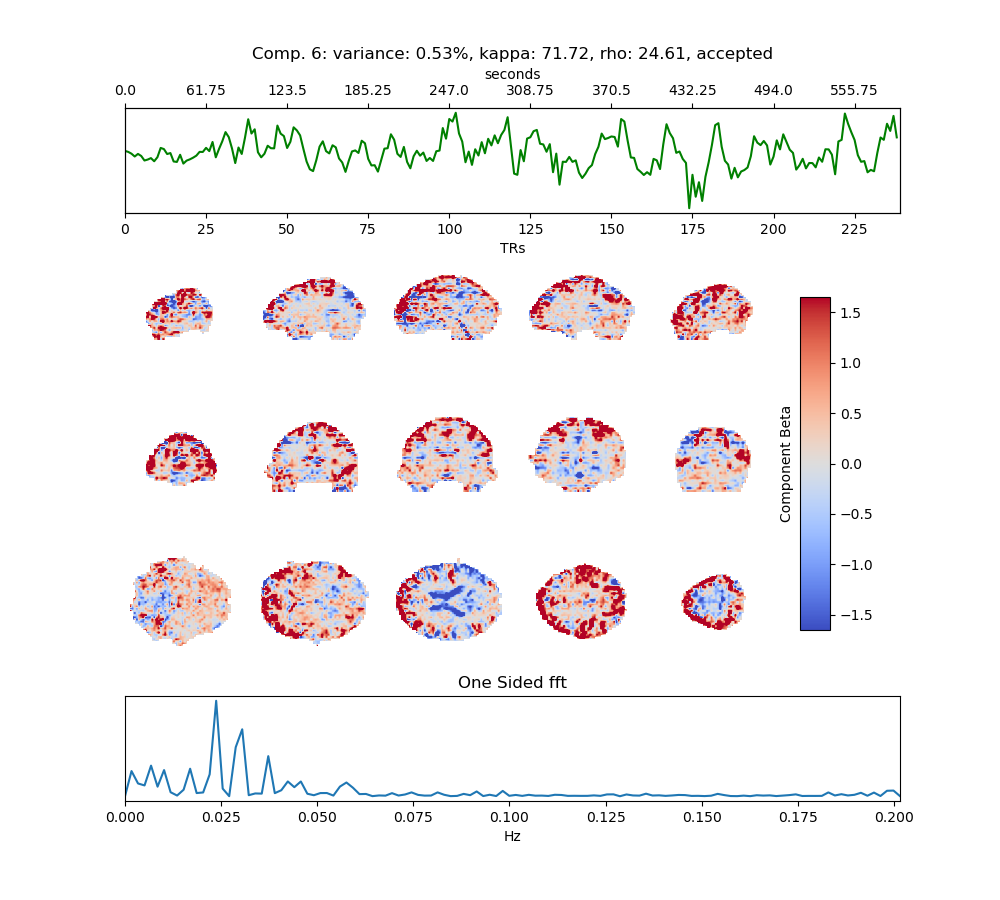 Comp. 6: variance: 0.53%, kappa: 71.72, rho: 24.61, accepted
seconds
0.0 61.75 123.5 185.25 247.0 308.75 370.5 432.25 494.0 555.75
0 25 50 75 100 125 150 175 200 225
TRs
Component Beta
1.5
1.0
0.5
0.0
−0.5
−1.0
−1.5
One Sided fft
0.000 0.025 0.050 0.075 0.100 0.125 0.150 0.175 0.200
Hz